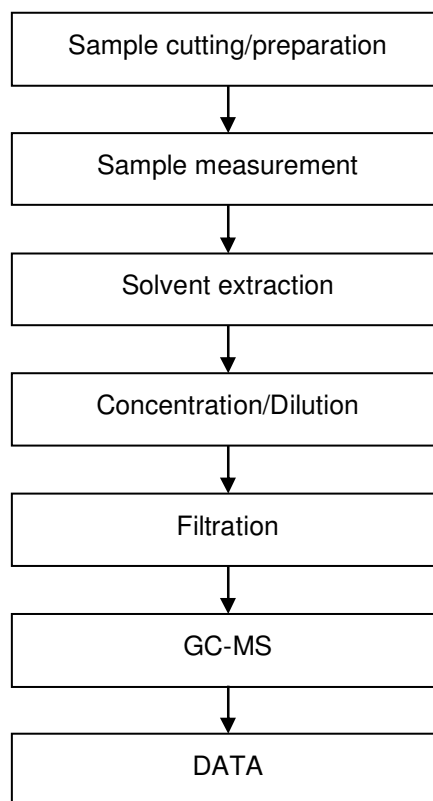 Sample cutting/preparation
Sample measurement
Solvent extraction
Concentration/Dilution
Filtration
GC-MS
DATA